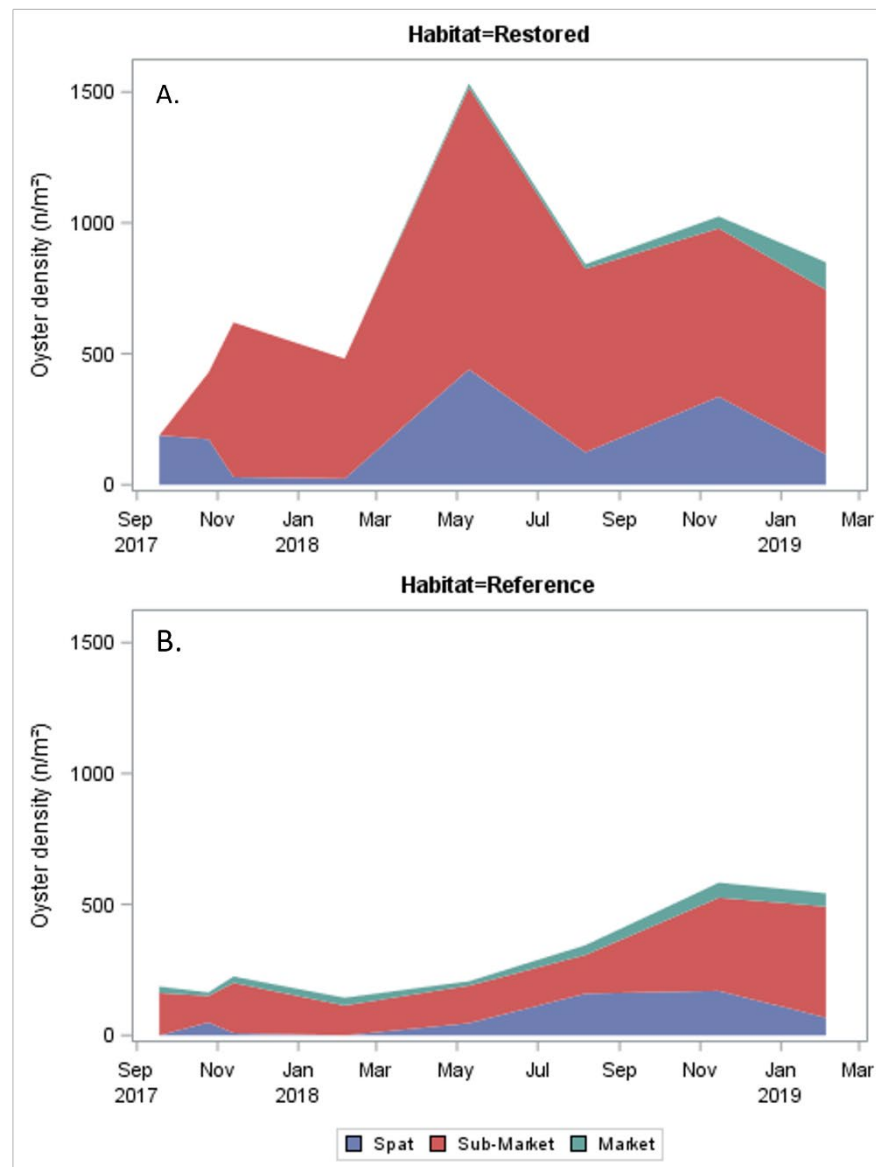 Habitat=Restored
A.
Oyster density (n/m²)
1500
1000
500
0
Sep Nov Jan Mar May Jul Sep Nov Jan Mar
2017 2018 2019
Habitat=Reference
B.
Oyster density (n/m²)
1500
1000
500
0
Sep Nov Jan Mar May Jul Sep Nov Jan Mar
2017 2018 2019
Spat Sub-Market Market